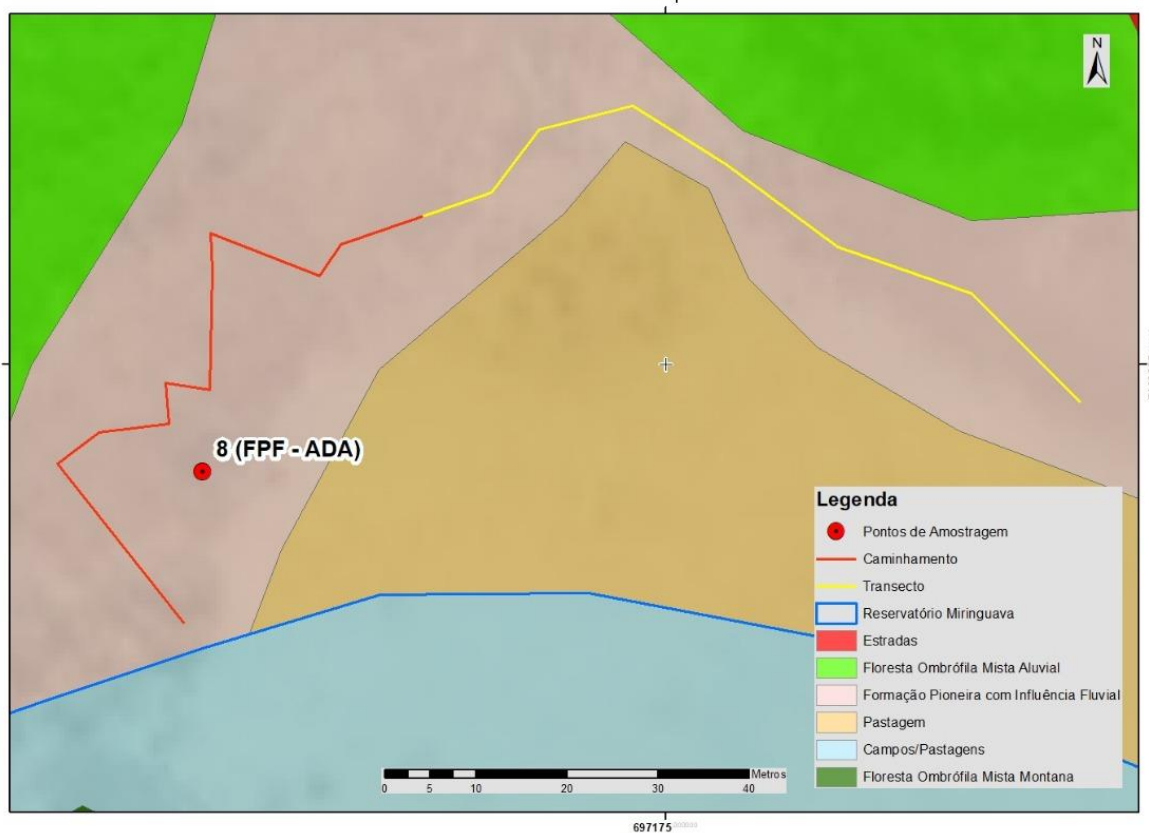 N
8 (FPF - ADA)
Legenda
Pontos de Amostragem
Caminhamento
Transecto
Reservatório Miringuava
Estradas
Floresta Ombrófila Mista Aluvial
Formação Pioneira com Influência Fluvial
Pastagem
Campos/Pastagens
Floresta Ombrófila Mista Montana
Metros
0 5 10 20 30 40
697175